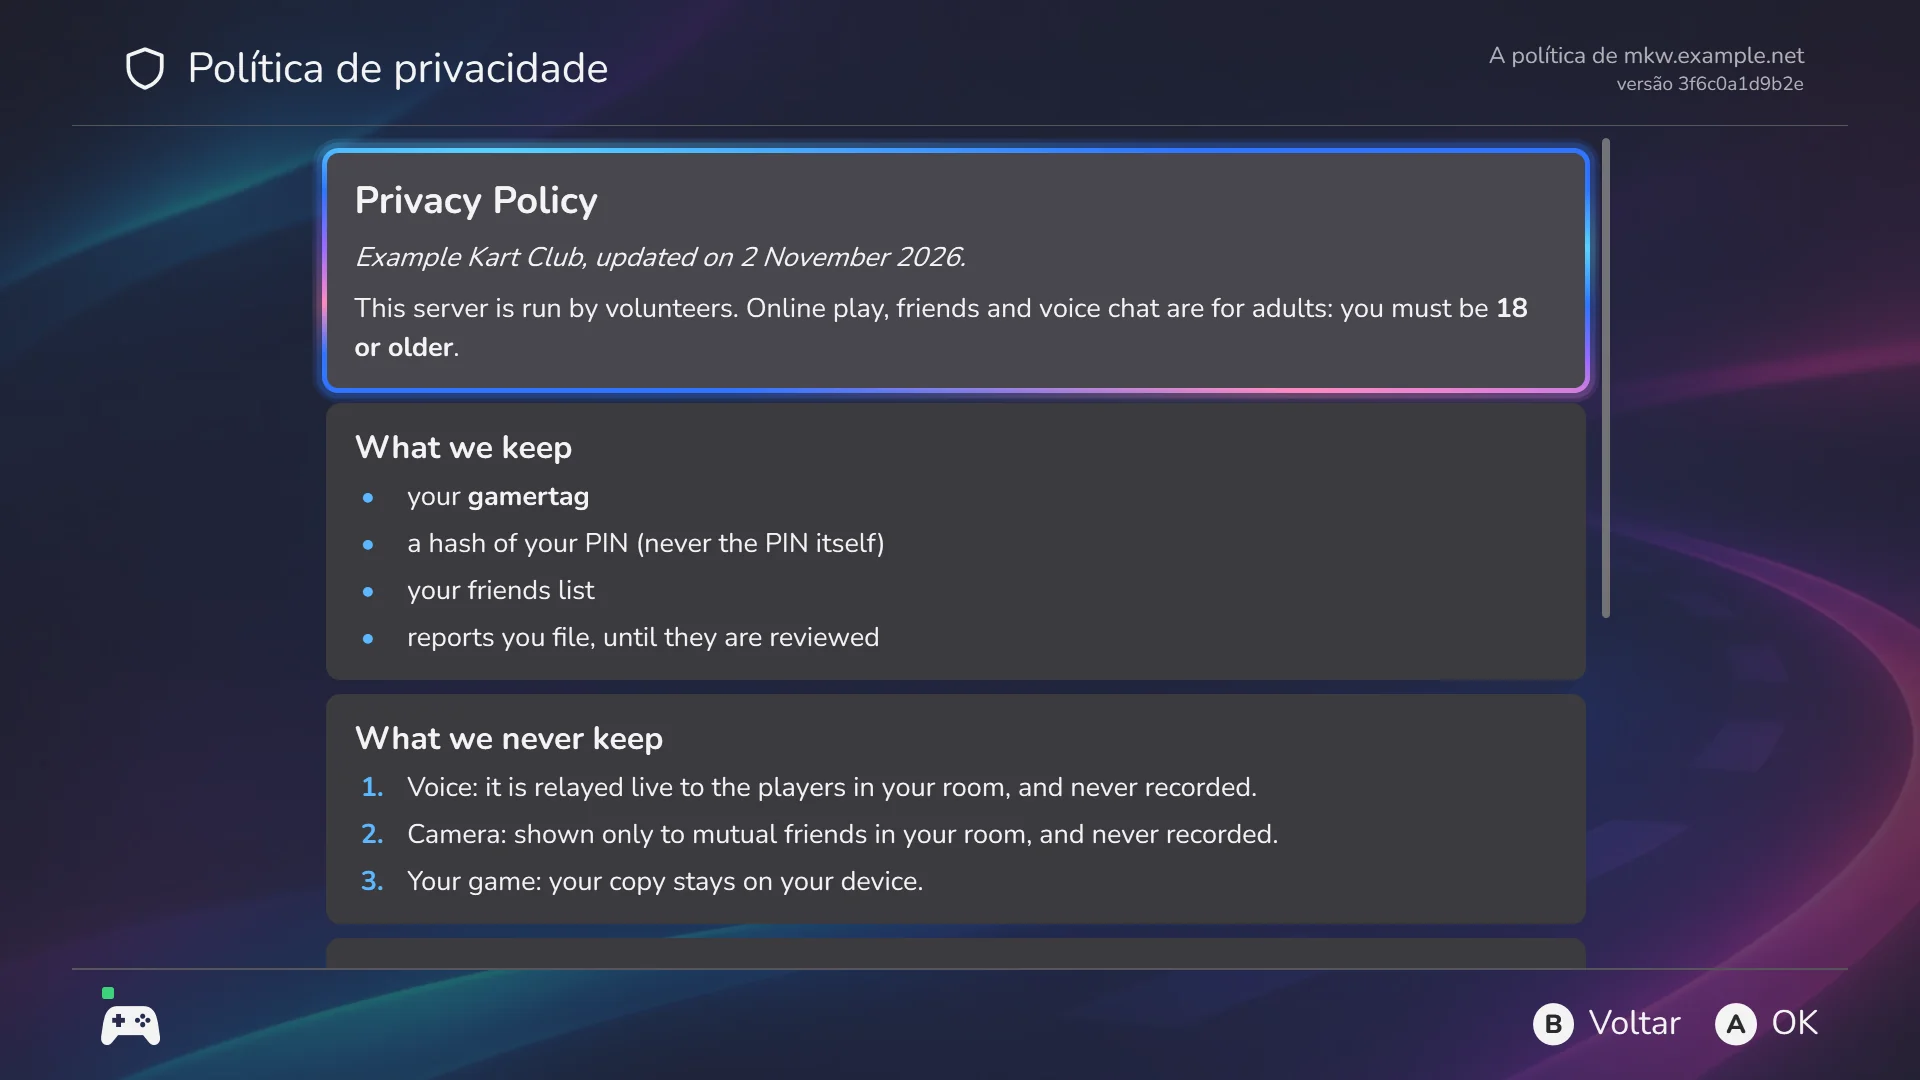 Política de privacidade
A política de mkw.example.net
versão 3f6c0a1d9b2e
Privacy Policy
Example Kart Club, updated on 2 November 2026.
This server is run by volunteers. Online play, friends and voice chat are for adults: you must be 18
or older.
What we keep
• your gamertag
• a hash of your PIN (never the PIN itself)
• your friends list
• reports you file, until they are reviewed
What we never keep
1. Voice: it is relayed live to the players in your room, and never recorded.
2. Camera: shown only to mutual friends in your room, and never recorded.
3. Your game: your copy stays on your device.
B Voltar A OK